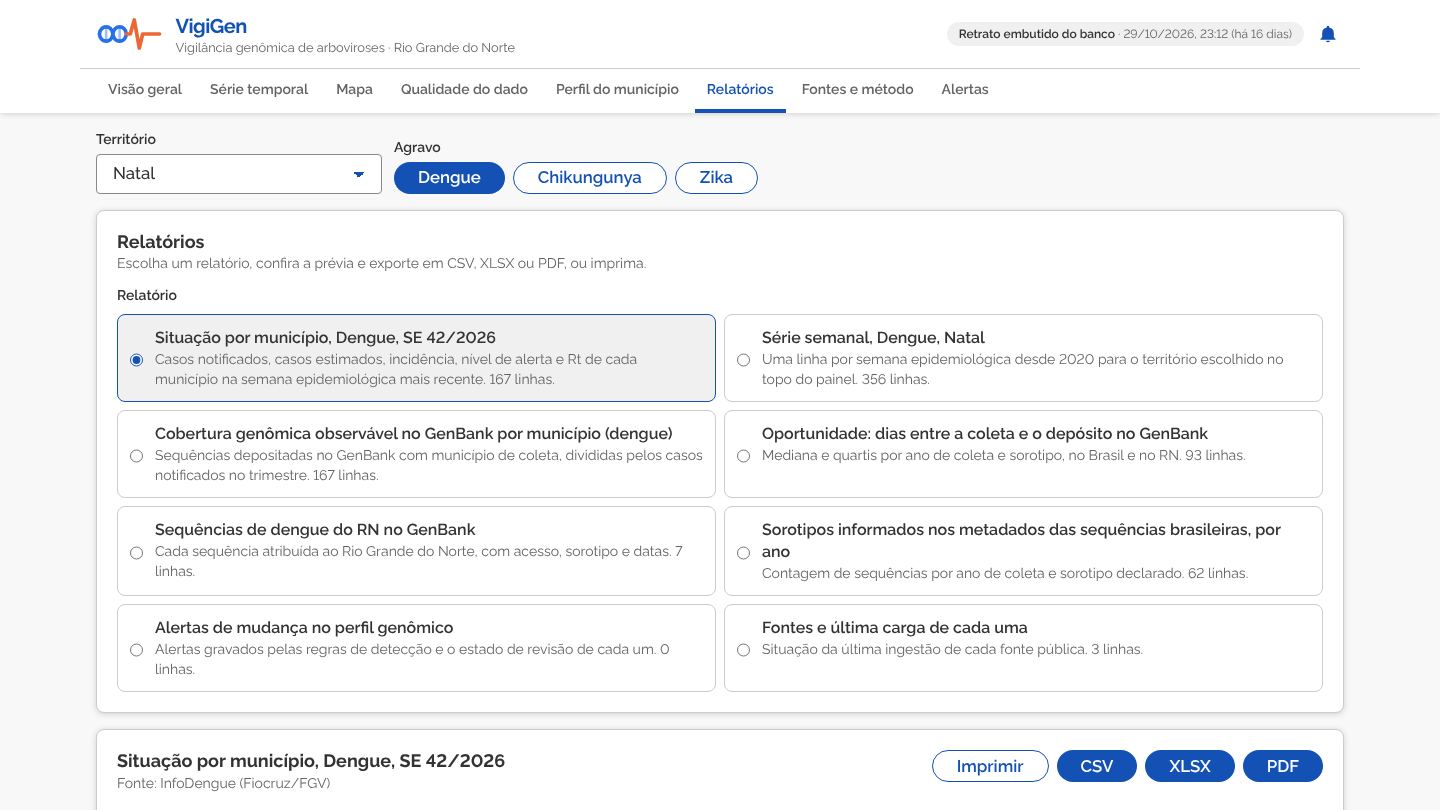 VigiGen
Vigilância genômica de arboviroses · Rio Grande do Norte
Retrato embutido do banco · 29/10/2026, 23:12 (há 16 dias)
Visão geral
Série temporal
Mapa
Qualidade do dado
Perfil do município
Relatórios
Fontes e método
Alertas
Território
Natal
Agravo
Dengue
Chikungunya
Zika
Relatórios
Escolha um relatório, confira a prévia e exporte em CSV, XLSX ou PDF, ou imprima.
Relatório
Situação por município, Dengue, SE 42/2026
Casos notificados, casos estimados, incidência, nível de alerta e Rt de cada
município na semana epidemiológica mais recente. 167 linhas.
Série semanal, Dengue, Natal
Uma linha por semana epidemiológica desde 2020 para o território escolhido no
topo do painel. 356 linhas.
Cobertura genômica observável no GenBank por município (dengue)
Sequências depositadas no GenBank com município de coleta, divididas pelos casos
notificados no trimestre. 167 linhas.
Oportunidade: dias entre a coleta e o depósito no GenBank
Mediana e quartis por ano de coleta e sorotipo, no Brasil e no RN. 93 linhas.
Sequências de dengue do RN no GenBank
Cada sequência atribuída ao Rio Grande do Norte, com acesso, sorotipo e datas. 7
linhas.
Sorotipos informados nos metadados das sequências brasileiras, por
ano
Contagem de sequências por ano de coleta e sorotipo declarado. 62 linhas.
Alertas de mudança no perfil genômico
Alertas gravados pelas regras de detecção e o estado de revisão de cada um. 0
linhas.
Fontes e última carga de cada uma
Situação da última ingestão de cada fonte pública. 3 linhas.
Situação por município, Dengue, SE 42/2026
Fonte: InfoDengue (Fiocruz/FGV)
Imprimir
CSV
XLSX
PDF